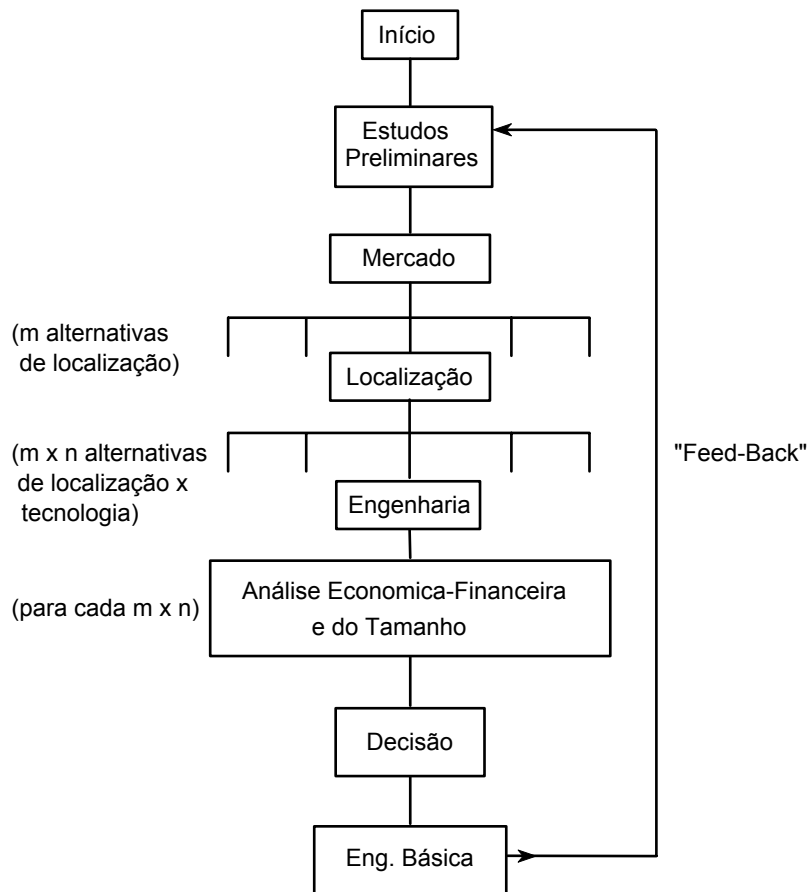 Início
Estudos
Preliminares
Mercado
(m alternativas
de localização)
Localização
(m x n alternativas
de localização x
tecnologia)
"Feed-Back"
Engenharia
(para cada m x n)
Análise Economica-Financeira
e do Tamanho
Decisão
Eng. Básica